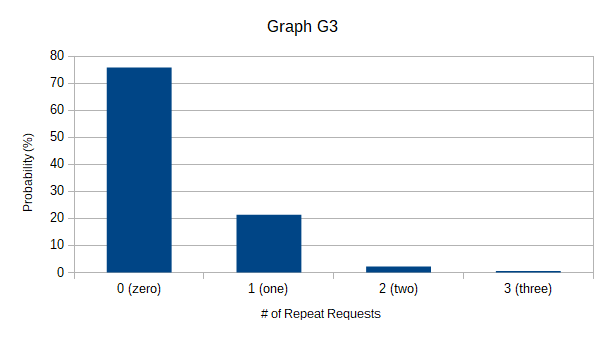 Graph G3
Probability (%)
80
70
60
50
40
30
20
10
0
0 (zero) 1 (one) 2 (two) 3 (three)
# of Repeat Requests